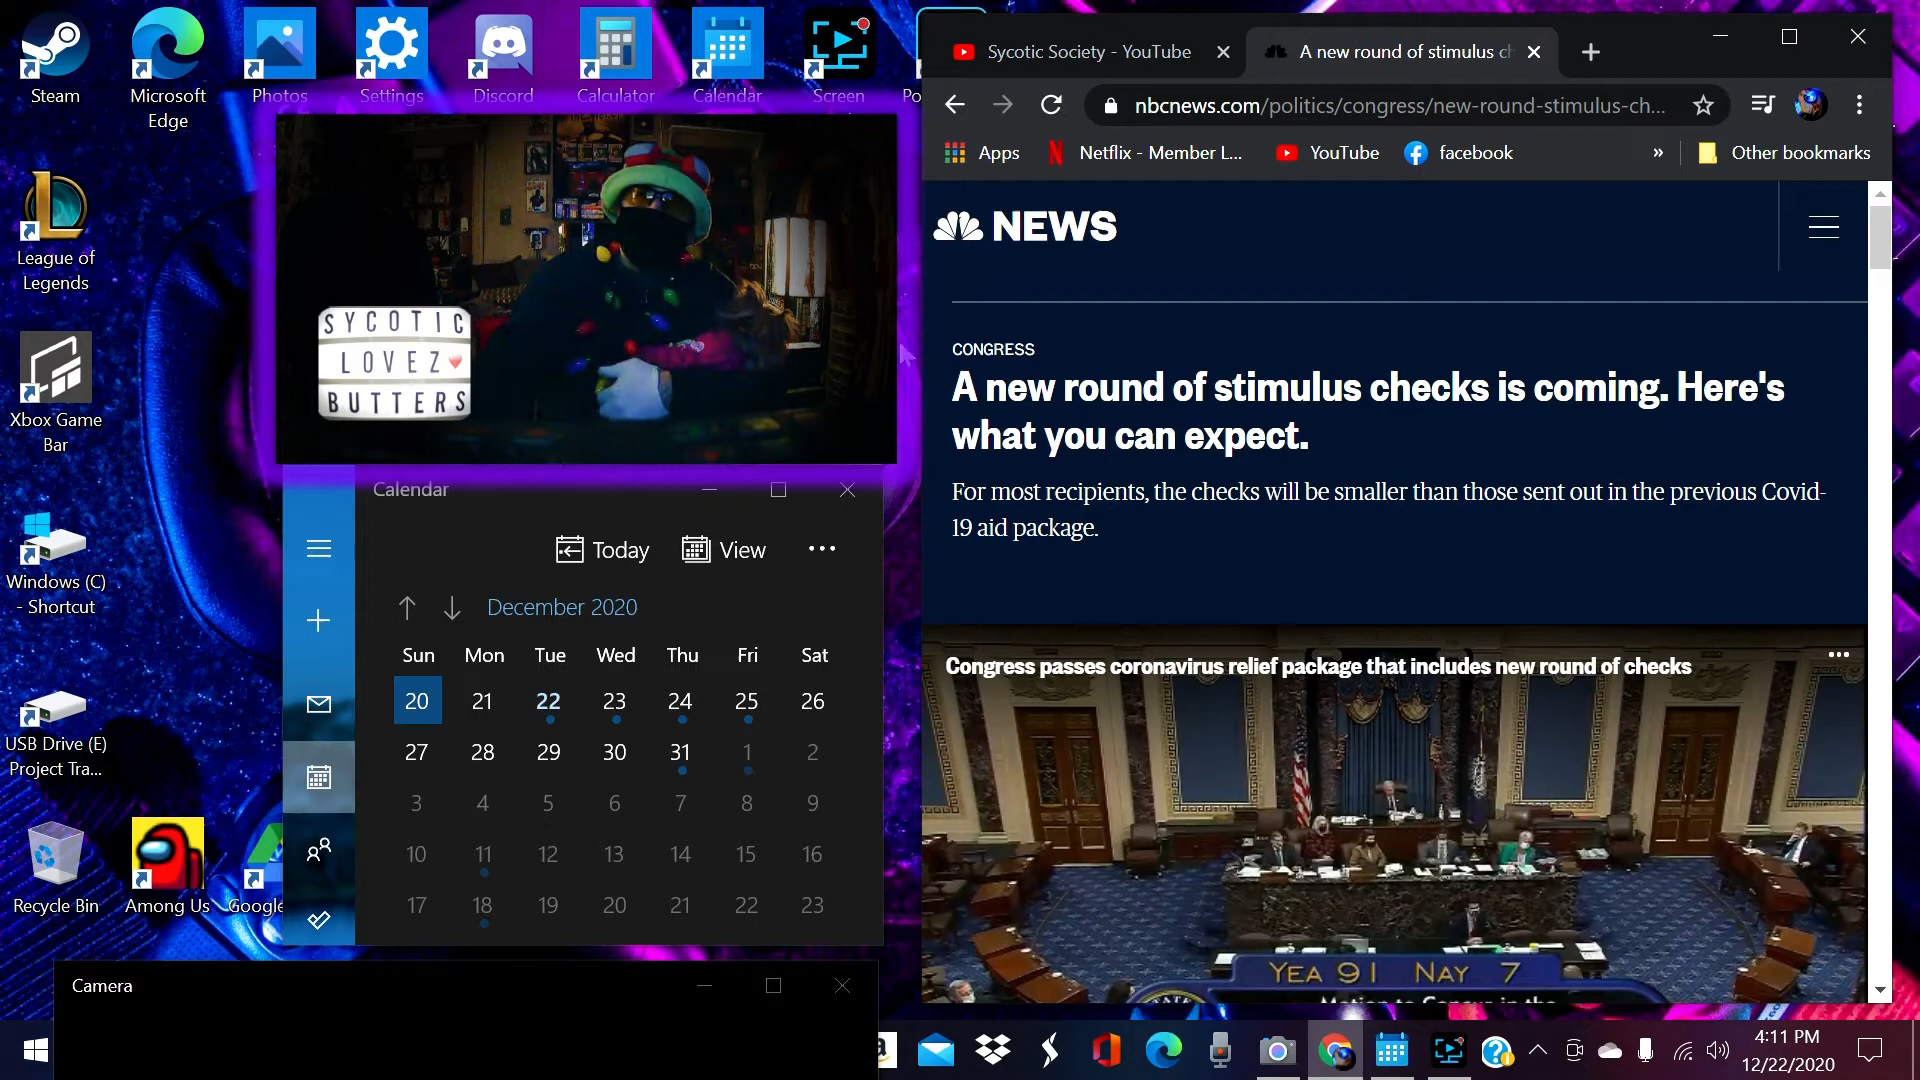 Steam
Microsoft
Edge
Photos
Settings
Discord
Calculator
Calendar
Screen
League of
Legends
Xbox Game
Bar
Windows (C)
- Shortcut
USB Drive (E)
Project Tra...
Recycle Bin
Among Us
Google
SYCOTIC
LOVEZ
BUTTERS
Calendar
Today
View
December 2020
Sun Mon Tue Wed Thu Fri Sat
20 21 22 23 24 25 26
27 28 29 30 31 1 2
3 4 5 6 7 8 9
10 11 12 13 14 15 16
17 18 19 20 21 22 23
Camera
Sycotic Society - YouTube
A new round of stimulus ch
nbcnews.com/politics/congress/new-round-stimulus-ch...
Apps
Netflix - Member L...
YouTube
facebook
»
Other bookmarks
NEWS
CONGRESS
A new round of stimulus checks is coming. Here's
what you can expect.
For most recipients, the checks will be smaller than those sent out in the previous Covid-
19 aid package.
Congress passes coronavirus relief package that includes new round of checks
YEA 91 NAY 7
Motion to Concur in the
4:11 PM
12/22/2020